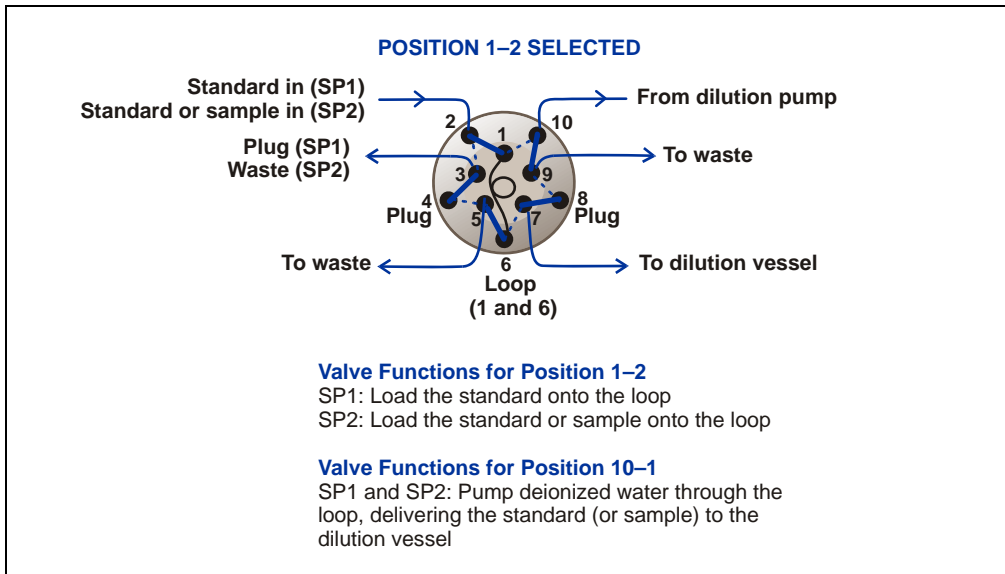 POSITION 1–2 SELECTED
Standard in (SP1)
Standard or sample in (SP2)
From dilution pump
2
1
10
Plug (SP1)
Waste (SP2)
To waste
3
9
4
Plug
5
7
8
Plug
To waste
6
To dilution vessel
Loop
(1 and 6)
Valve Functions for Position 1–2
SP1: Load the standard onto the loop
SP2: Load the standard or sample onto the loop
Valve Functions for Position 10–1
SP1 and SP2: Pump deionized water through the
loop, delivering the standard (or sample) to the
dilution vessel